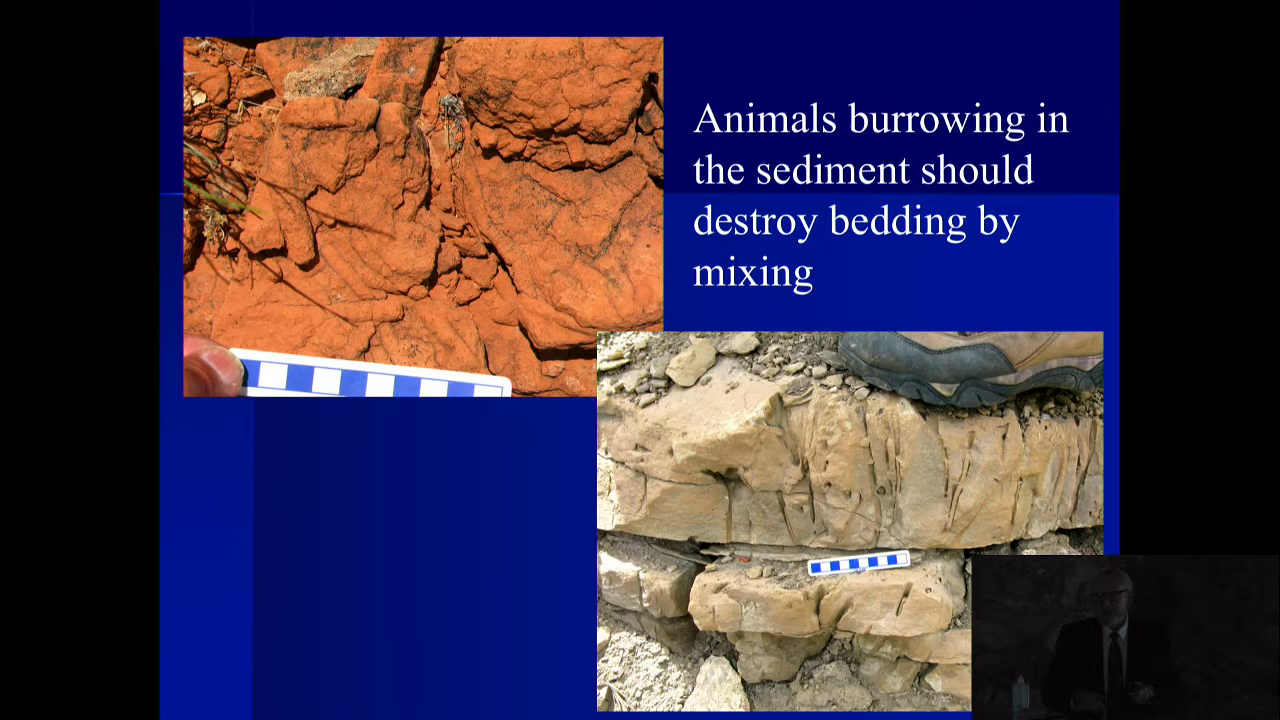 Animals burrowing in
the sediment should
destroy bedding by
mixing